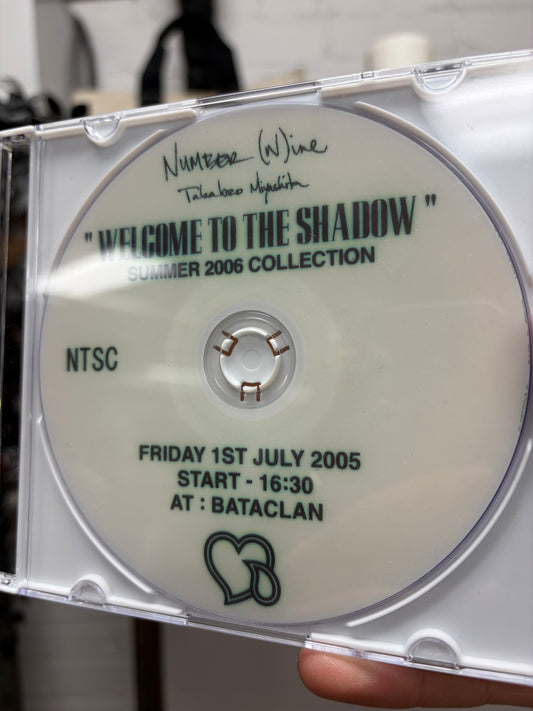 NUMBER (N)ine
Takahiro Miyashita
" WELCOME TO THE SHADOW "
SUMMER 2006 COLLECTION
NTSC
FRIDAY 1ST JULY 2005
START - 16:30
AT : BATACLAN